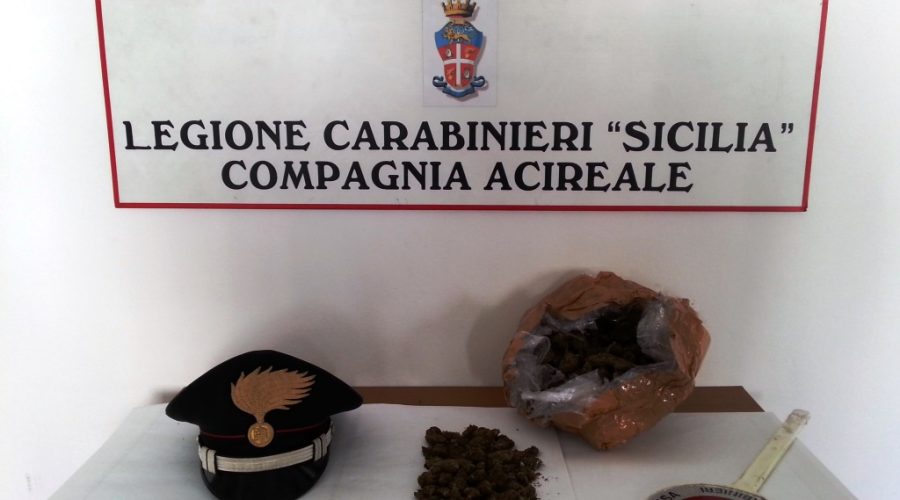 LEGIONE CARABINIERI “SICILIA”
COMPAGNIA ACIREALE